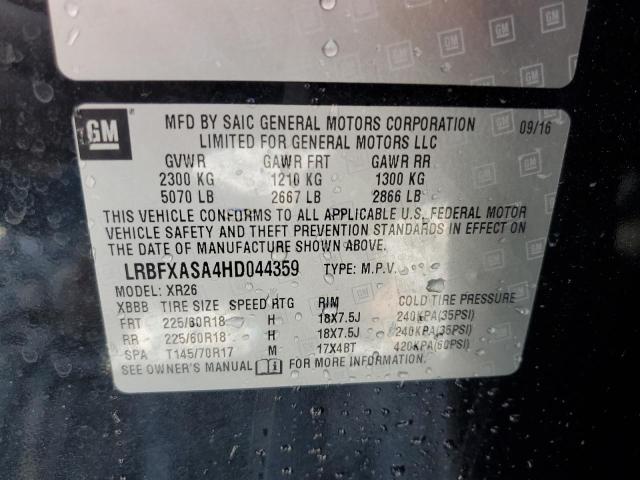 GM
MFD BY SAIC GENERAL MOTORS CORPORATION 09/16
LIMITED FOR GENERAL MOTORS LLC
GVWR GAWR FRT GAWR RR
2300 KG 1210 KG 1300 KG
5070 LB 2667 LB 2866 LB
THIS VEHICLE CONFORMS TO ALL APPLICABLE U.S. FEDERAL MOTOR
VEHICLE SAFETY AND THEFT PREVENTION STANDARDS IN EFFECT ON
THE DATE OF MANUFACTURE SHOWN ABOVE.
LRBFXASA4HD044359 TYPE: M.P.V.
MODEL: XR26
XBBB TIRE SIZE SPEED RTG RIM COLD TIRE PRESSURE
FRT 225/60R18 H 18X7.5J 240KPA(35PSI)
RR 225/60R18 H 18X7.5J 240KPA(35PSI)
SPA T145/70R17 M 17X4BT 420KPA(60PSI)
SEE OWNER'S MANUAL FOR MORE INFORMATION.